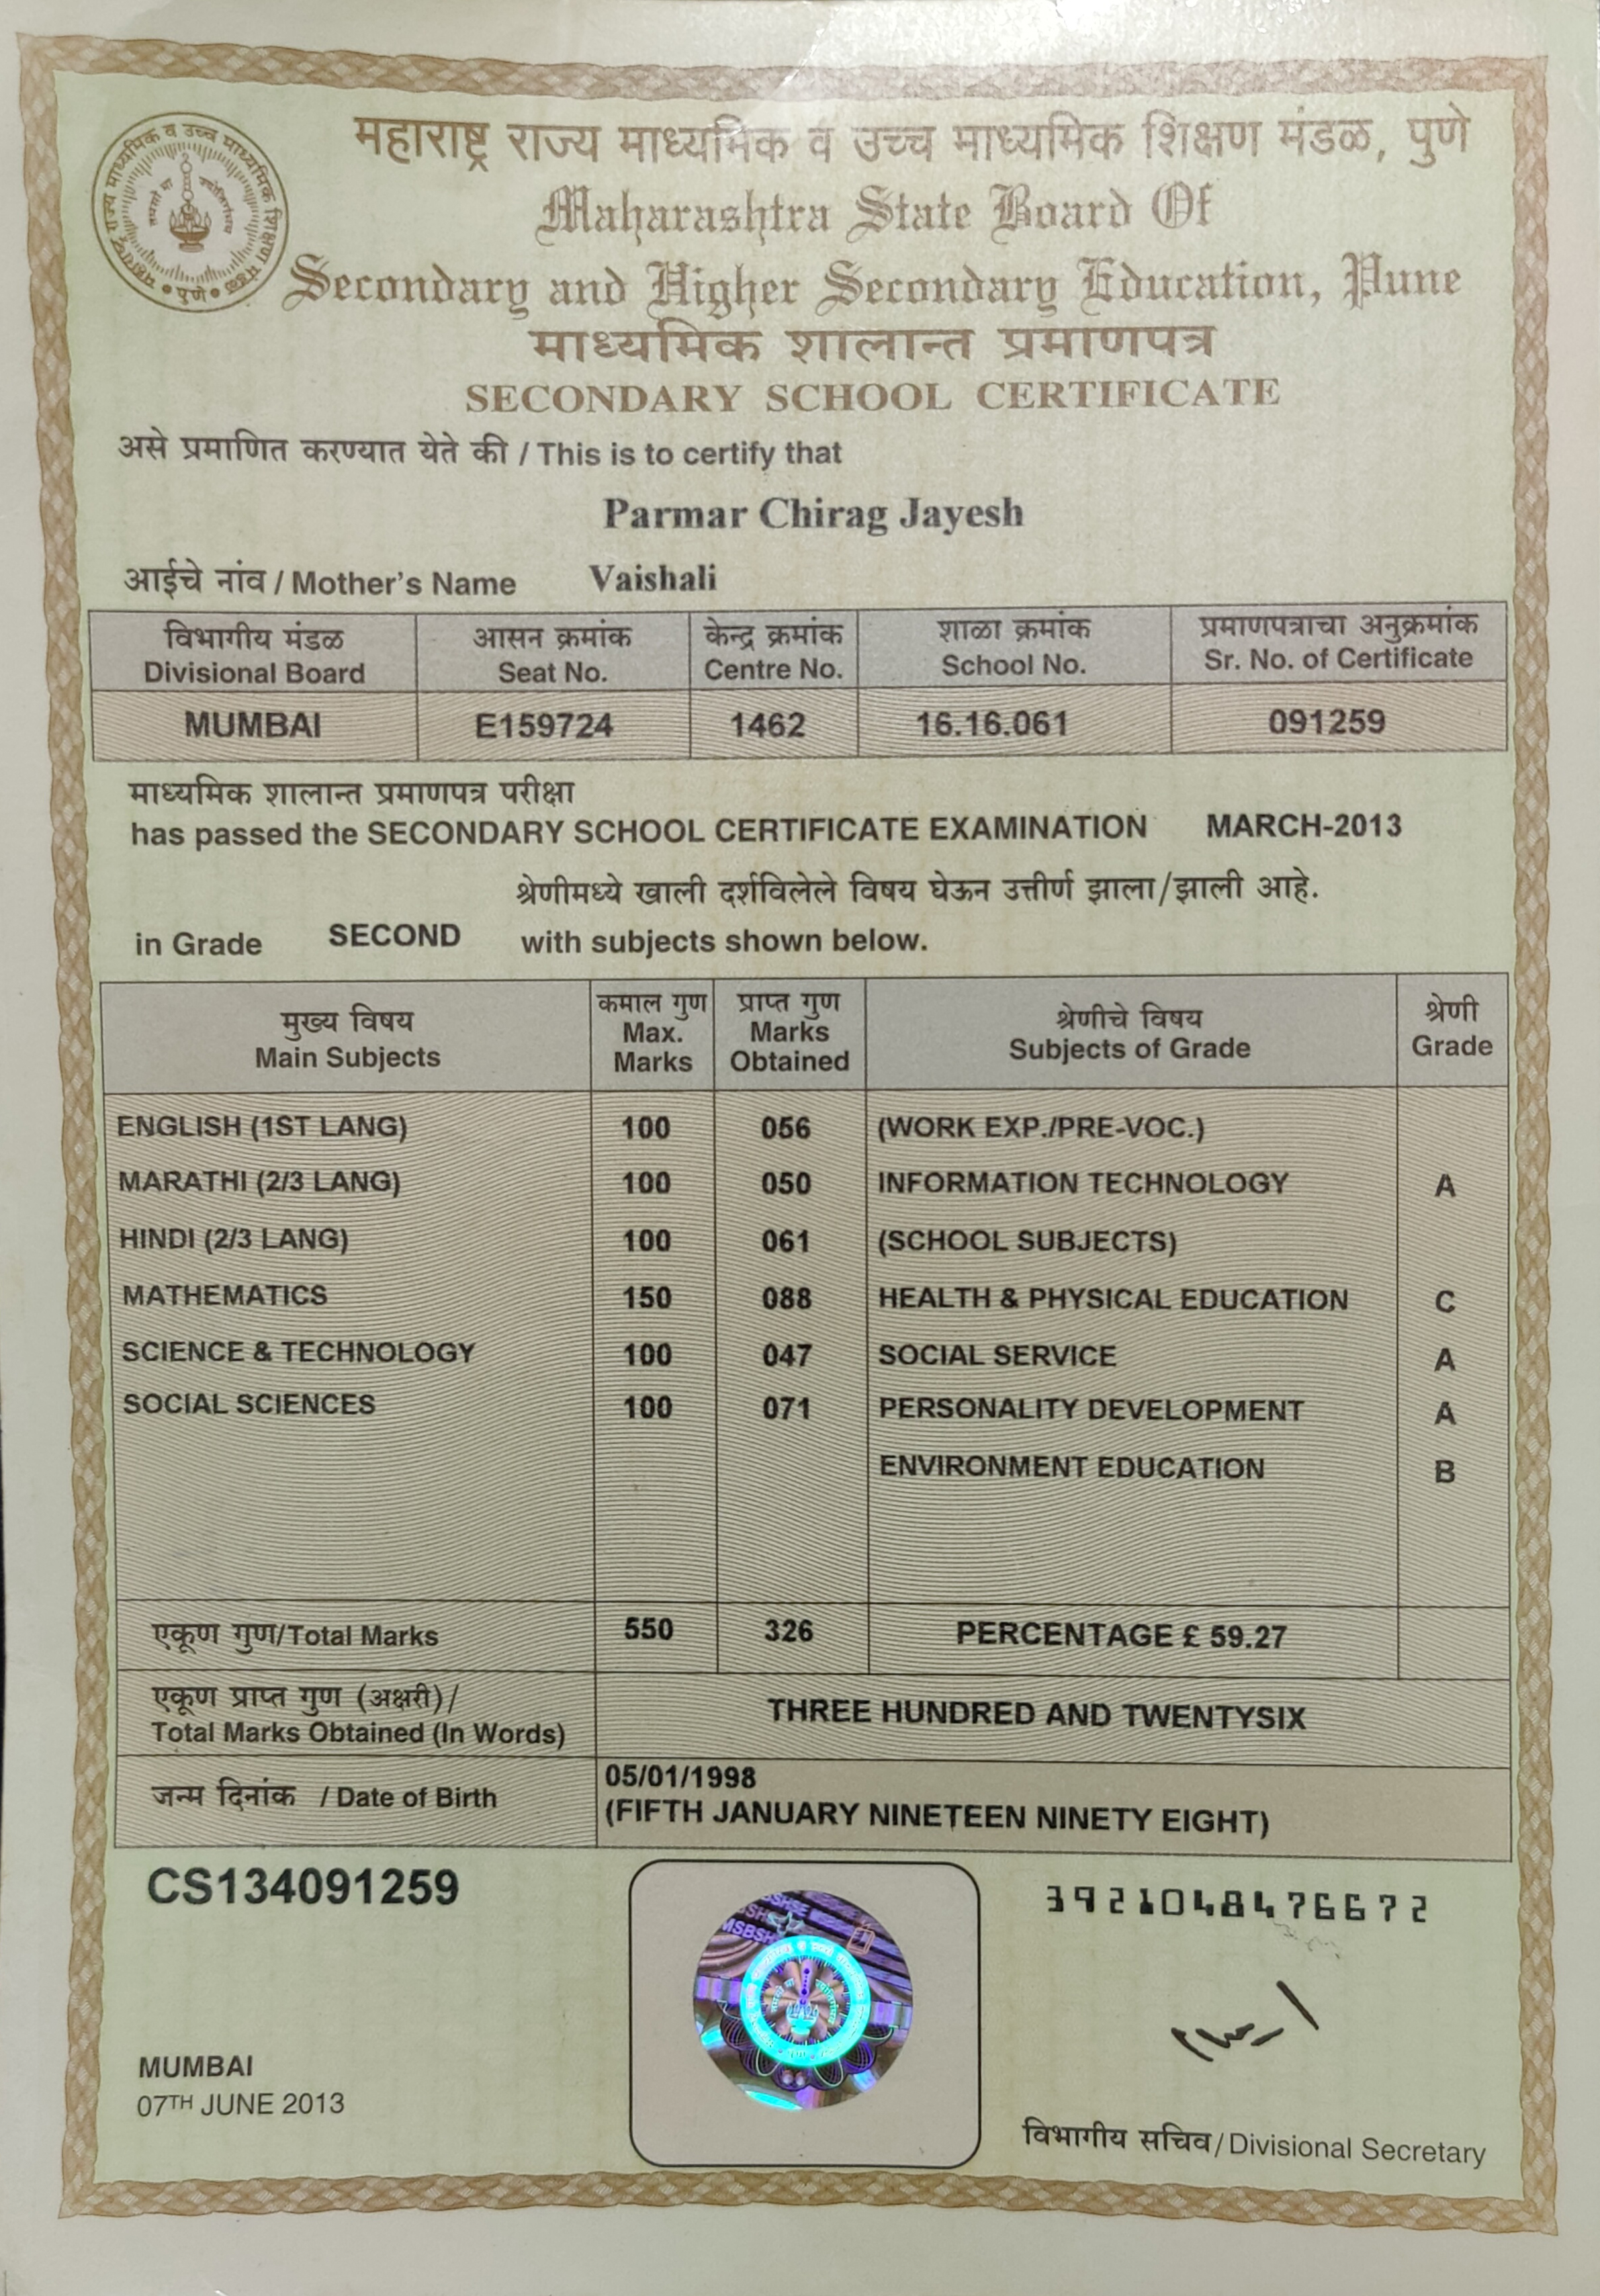 महाराष्ट्र राज्य माध्यमिक व उच्च माध्यमिक शिक्षण मंडळ, पुणे
Maharashtra State Board Of
Secondary and Higher Secondary Education, Pune
माध्यमिक शालान्त प्रमाणपत्र
SECONDARY SCHOOL CERTIFICATE
असे प्रमाणित करण्यात येते की / This is to certify that
Parmar Chirag Jayesh
आईचे नांव / Mother's Name Vaishali
विभागीय मंडळ आसन क्रमांक केन्द्र क्रमांक शाळा क्रमांक प्रमाणपत्राचा अनुक्रमांक
Divisional Board Seat No. Centre No. School No. Sr. No. of Certificate
MUMBAI E159724 1462 16.16.061 091259
माध्यमिक शालान्त प्रमाणपत्र परीक्षा
has passed the SECONDARY SCHOOL CERTIFICATE EXAMINATION MARCH-2013
श्रेणीमध्ये खाली दर्शविलेले विषय घेऊन उत्तीर्ण झाला/झाली आहे.
in Grade SECOND with subjects shown below.
मुख्य विषय कमाल गुण प्राप्त गुण श्रेणीचे विषय श्रेणी
Main Subjects Max. Marks Marks Obtained Subjects of Grade Grade
ENGLISH (1ST LANG) 100 056 (WORK EXP./PRE-VOC.)
MARATHI (2/3 LANG) 100 050 INFORMATION TECHNOLOGY A
HINDI (2/3 LANG) 100 061 (SCHOOL SUBJECTS)
MATHEMATICS 150 088 HEALTH & PHYSICAL EDUCATION C
SCIENCE & TECHNOLOGY 100 047 SOCIAL SERVICE A
SOCIAL SCIENCES 100 071 PERSONALITY DEVELOPMENT A
ENVIRONMENT EDUCATION B
एकूण गुण/Total Marks 550 326 PERCENTAGE £ 59.27
एकूण प्राप्त गुण (अक्षरी)/
Total Marks Obtained (In Words) THREE HUNDRED AND TWENTYSIX
जन्म दिनांक / Date of Birth 05/01/1998
(FIFTH JANUARY NINETEEN NINETY EIGHT)
CS134091259
3921048476672
MUMBAI
07TH JUNE 2013
विभागीय सचिव/Divisional Secretary